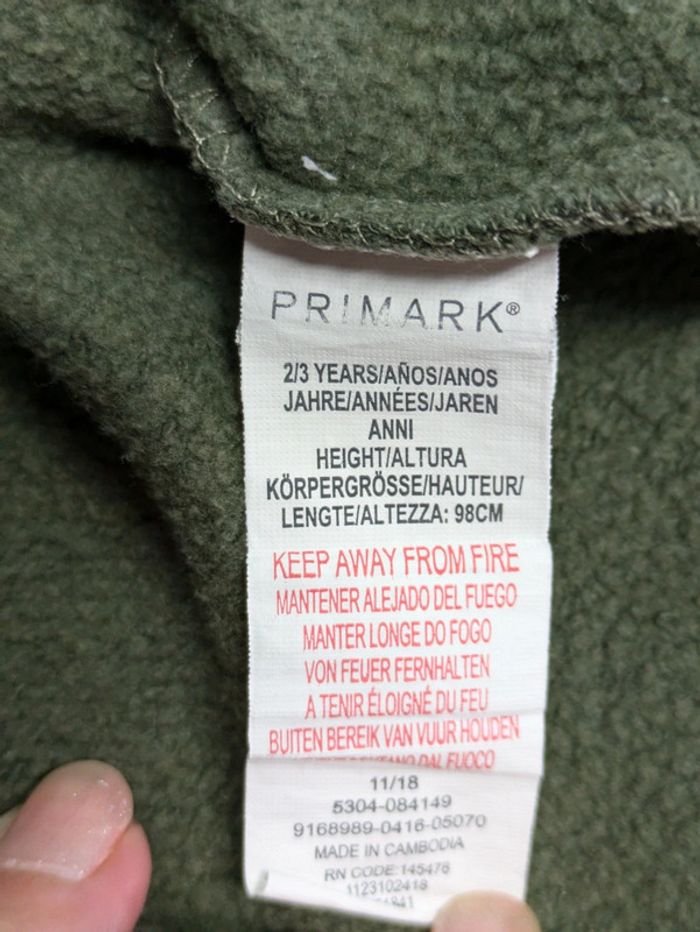 PRIMARK®
2/3 YEARS/AÑOS/ANOS
JAHRE/ANNÉES/JAREN
ANNI
HEIGHT/ALTURA
KÖRPERGRÖSSE/HAUTEUR/
LENGTE/ALTEZZA: 98CM
KEEP AWAY FROM FIRE
MANTENER ALEJADO DEL FUEGO
MANTER LONGE DO FOGO
VON FEUER FERNHALTEN
A TENIR ÉLOIGNÉ DU FEU
BUITEN BEREIK VAN VUUR HOUDEN
DAL FUOCO
11/18
5304-084149
9168989-0416-05070
MADE IN CAMBODIA
RN CODE:145476
1123102418